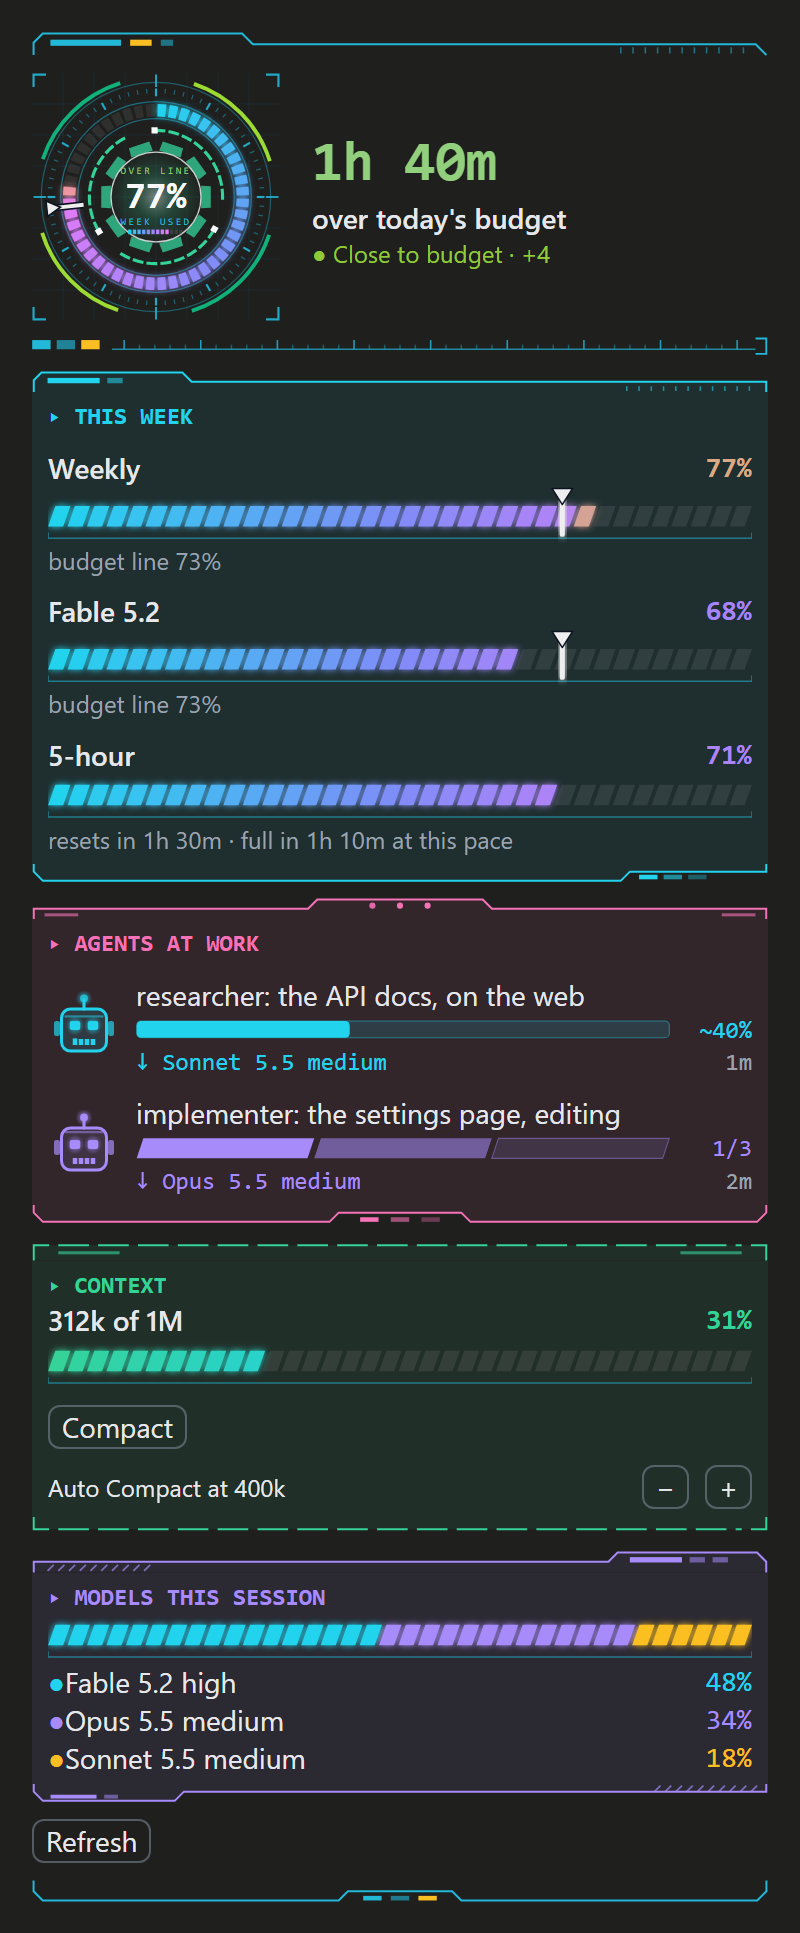 OVER LINE
77%
WEEK USED
1h 40m
over today's budget
● Close to budget · +4
▸ THIS WEEK
Weekly 77%
budget line 73%
Fable 5.2 68%
budget line 73%
5-hour 71%
resets in 1h 30m · full in 1h 10m at this pace
▸ AGENTS AT WORK
researcher: the API docs, on the web
~40%
↓ Sonnet 5.5 medium 1m
implementer: the settings page, editing
1/3
↓ Opus 5.5 medium 2m
▸ CONTEXT
312k of 1M 31%
Compact
Auto Compact at 400k − +
▸ MODELS THIS SESSION
●Fable 5.2 high 48%
●Opus 5.5 medium 34%
●Sonnet 5.5 medium 18%
Refresh